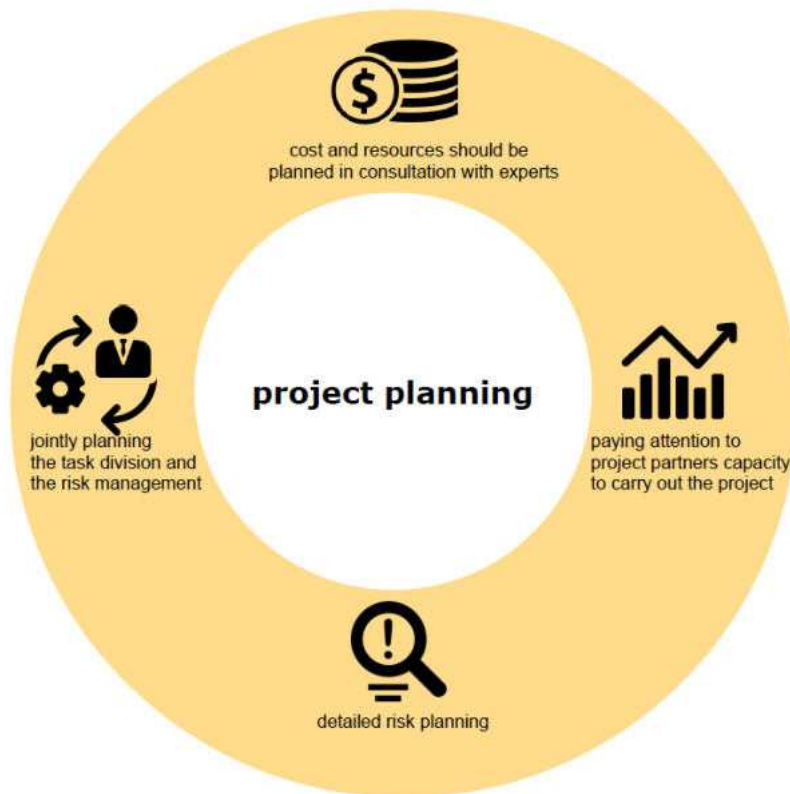 $
cost and resources should be
planned in consultation with experts
project planning
jointly planning
the task division and
the risk management
paying attention to
project partners capacity
to carry out the project
!
detailed risk planning